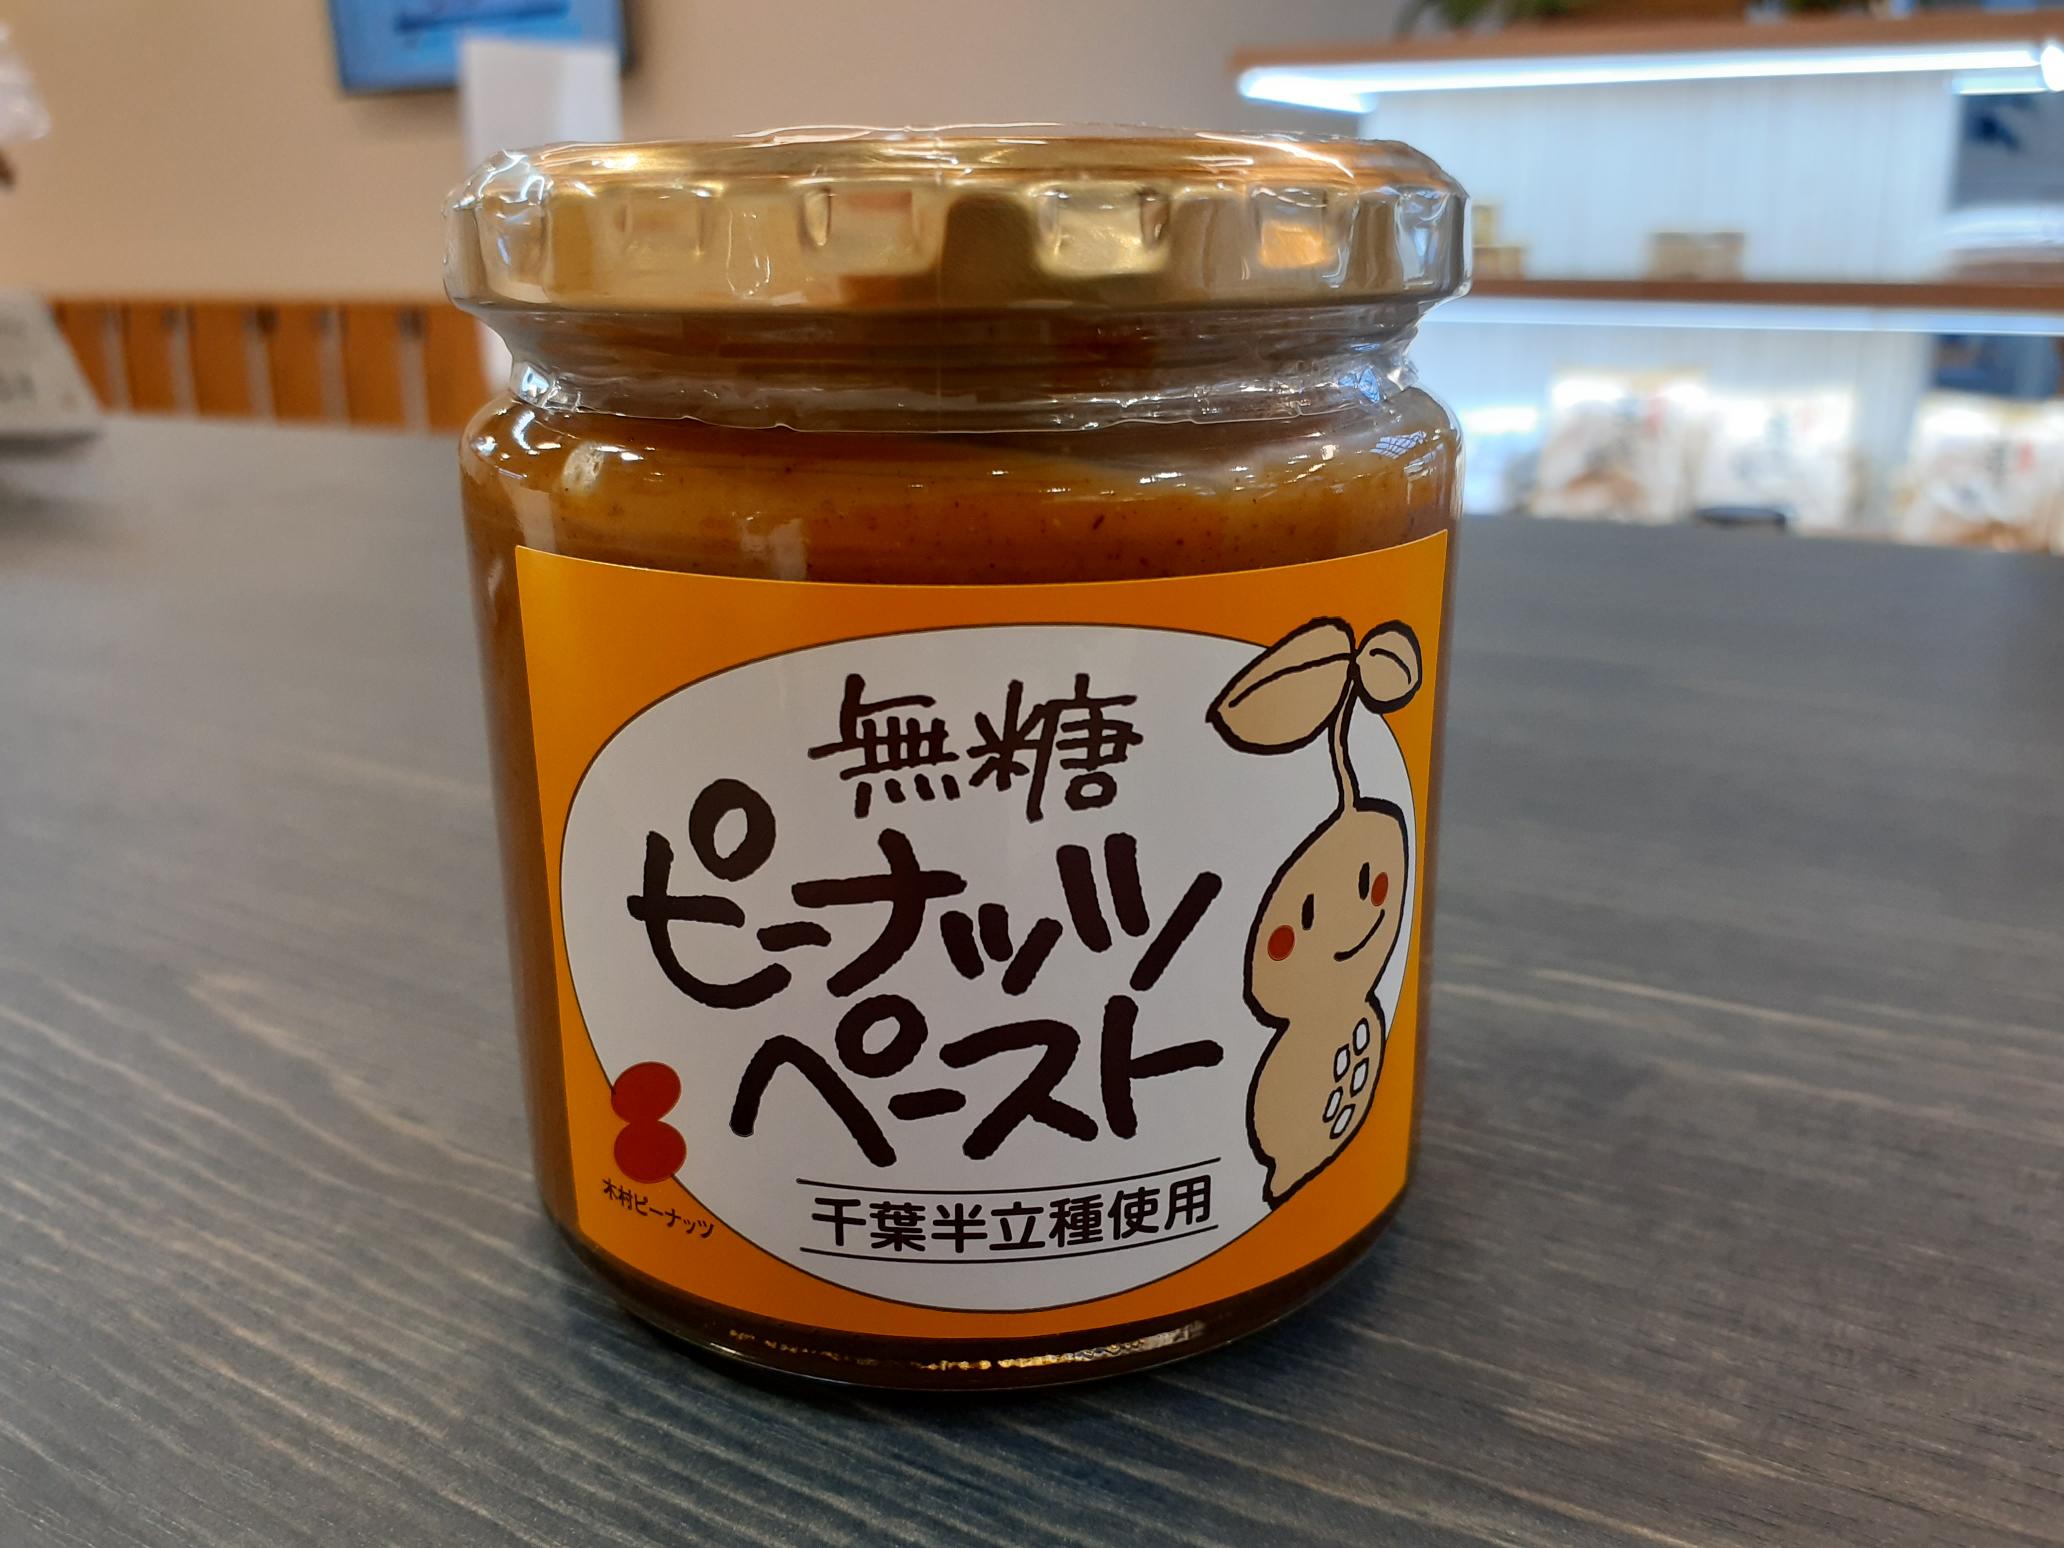 無糖
ピーナッツ
ペースト
千葉半立種使用
木村ピーナッツ